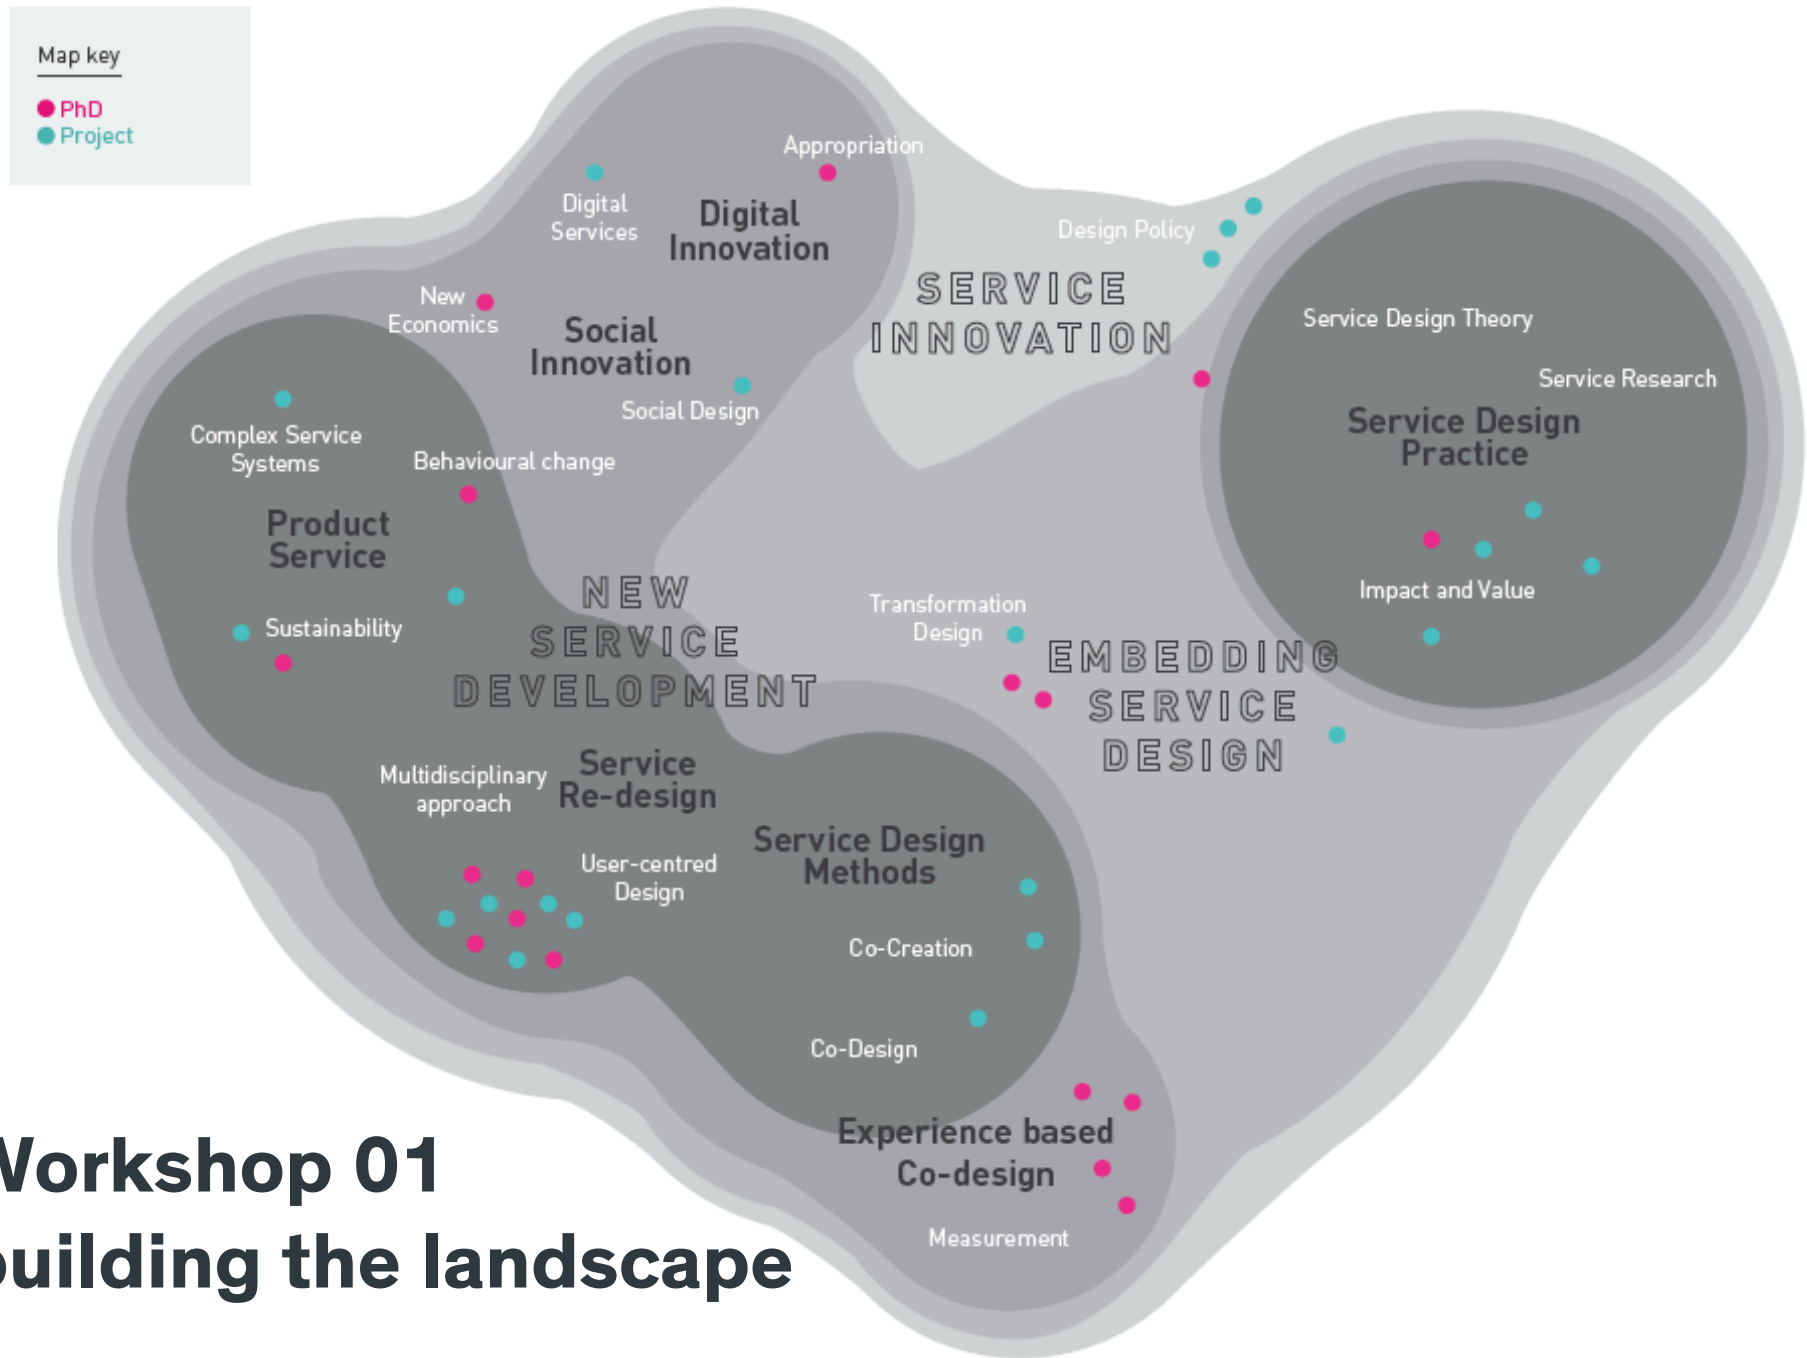 Map key
PhD
Project
Appropriation
Digital
Services
Digital
Innovation
Design Policy
SERVICE
INNOVATION
New
Economics
Social
Innovation
Social Design
Service Design Theory
Service Research
Service Design
Practice
Impact and Value
Complex Service
Systems
Behavioural change
Product
Service
Sustainability
NEW
SERVICE
DEVELOPMENT
Transformation
Design
EMBEDDING
SERVICE
DESIGN
Multidisciplinary
approach
Service
Re-design
User-centred
Design
Service Design
Methods
Co-Creation
Co-Design
Experience based
Co-design
Measurement
Workshop 01
building the landscape